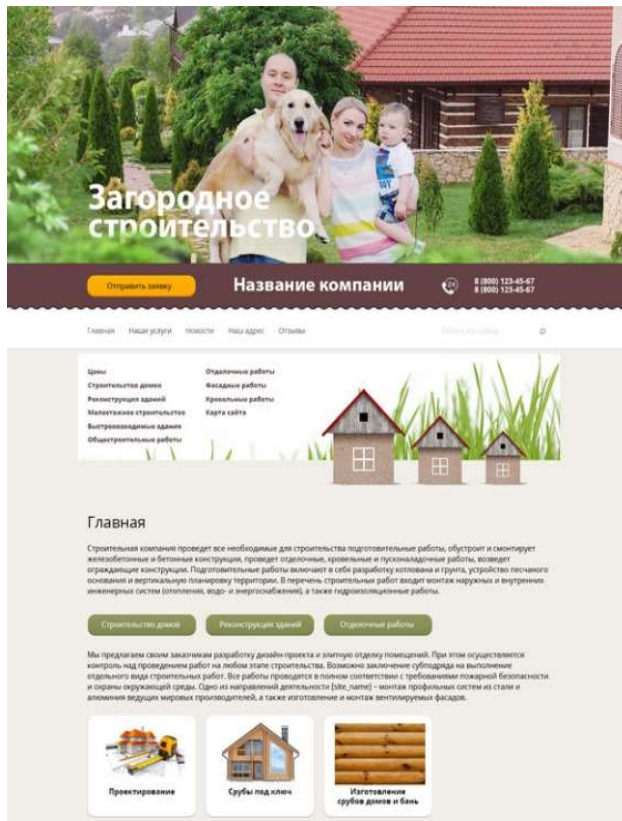 Загородное
строительство
Отправить заявку
Название компании
24
8 (800) 123-45-67
8 (800) 123-45-67
Главная Наши услуги Новости Наш адрес Отзывы
Цены
Строительство домов
Реконструкция зданий
Малоэтажное строительство
Быстровозводимые здания
Общестроительные работы
Отделочные работы
Фасадные работы
Кровельные работы
Карта сайта
Главная
Строительная компания проведет все необходимые для строительства подготовительные работы, обустроит и смонтирует
железобетонные и бетонные конструкции, проведет отделочные, кровельные и пусконаладочные работы, возведет
ограждающие конструкции. Подготовительные работы включают в себя разработку котлована и грунта, устройство песчаного
основания и вертикальную планировку территории. В перечень строительных работ входит монтаж наружных и внутренних
инженерных систем (отопления, водо- и энергоснабжения), а также гидроизоляционные работы.
Строительство домов
Реконструкция зданий
Отделочные работы
Мы предлагаем своим заказчикам разработку дизайн-проекта и элитную отделку помещений. При этом осуществляется
контроль над проведением работ на любом этапе строительства. Возможно заключение субподряда на выполнение
отдельного вида строительных работ. Все работы проводятся в полном соответствии с требованиями пожарной безопасности
и охраны окружающей среды. Одно из направлений деятельности [site_name] – монтаж профильных систем из стали и
алюминия ведущих мировых производителей, а также изготовление и монтаж вентилируемых фасадов.
Проектирование
Срубы под ключ
Изготовление
срубов домов и бань